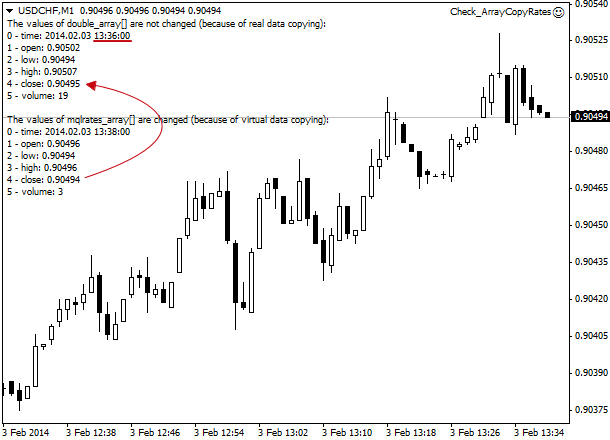 USDCHF,M1 0.90496 0.90496 0.90494 0.90494
Check_ArrayCopyRates
The values of double_array[] are not changed (because of real data copying):
0 - time: 2014.02.03 13:36:00
1 - open: 0.90502
2 - low: 0.90494
3 - high: 0.90507
4 - close: 0.90495
5 - volume: 19
The values of mqlrates_array[] are changed (because of virtual data copying):
0 - time: 2014.02.03 13:38:00
1 - open: 0.90496
2 - low: 0.90494
3 - high: 0.90496
4 - close: 0.90494
5 - volume: 3
0.90540
0.90525
0.90510
0.90494
0.90480
0.90465
0.90450
0.90435
0.90420
0.90405
0.90390
0.90375
3 Feb 2014
3 Feb 12:38
3 Feb 12:46
3 Feb 12:54
3 Feb 13:02
3 Feb 13:10
3 Feb 13:18
3 Feb 13:26
3 Feb 13:34